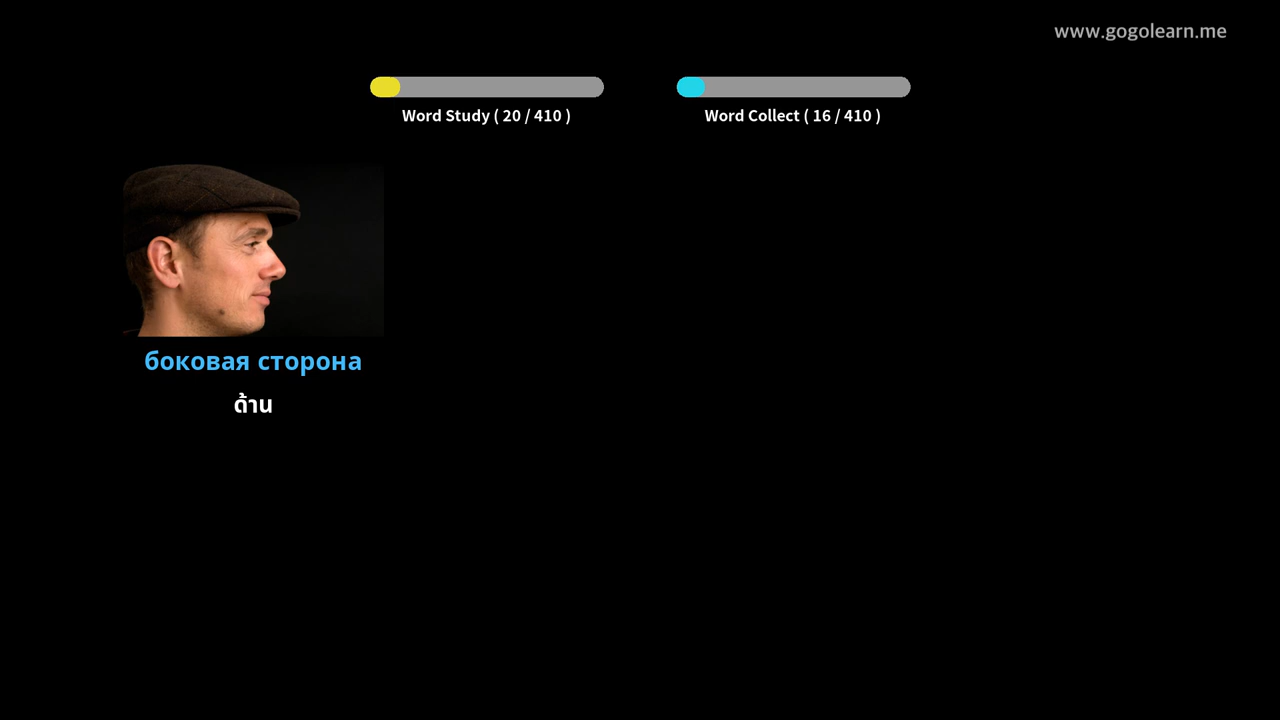 www.gogolearn.me
Word Study ( 20 / 410 )
Word Collect ( 16 / 410 )
боковая сторона
ด้าน